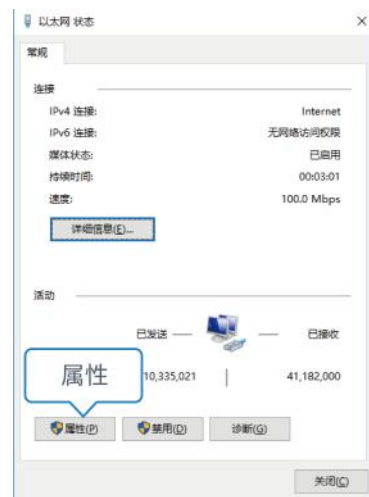 以太网 状态
常规
连接
IPv4 连接: Internet
IPv6 连接: 无网络访问权限
媒体状态: 已启用
持续时间: 00:03:01
速度: 100.0 Mbps
详细信息(E)...
活动
已发送 已接收
属性
10,335,021 41,182,000
属性(P) 禁用(D) 诊断(G)
关闭(C)